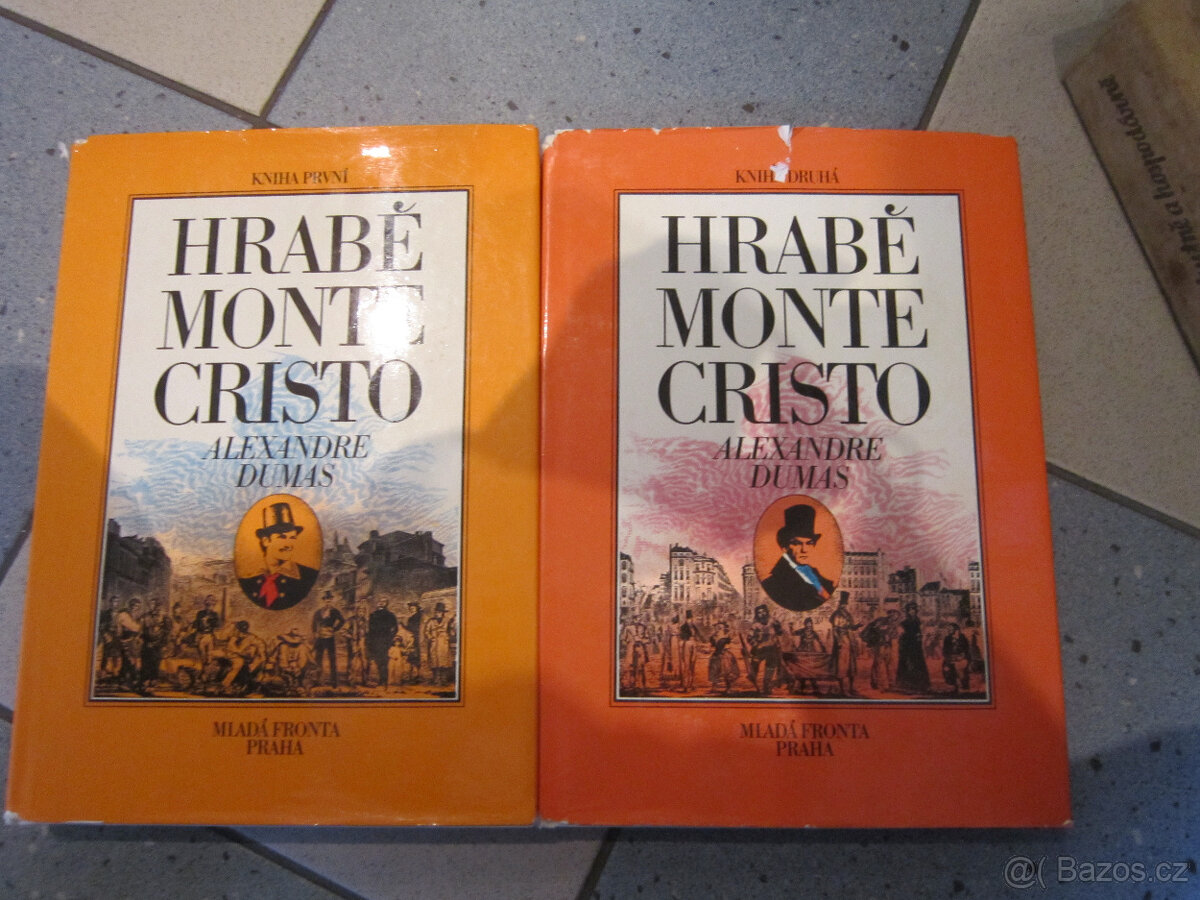 KNIHA PRVNÍ
HRABĚ
MONTE
CRISTO
ALEXANDRE
DUMAS
MLADÁ FRONTA
PRAHA
DRUHÁ
HRABĚ
MONTE
CRISTO
ALEXANDRE
DUMAS
MLADÁ FRONTA
PRAHA
a hospodárné
@( Bazos.cz